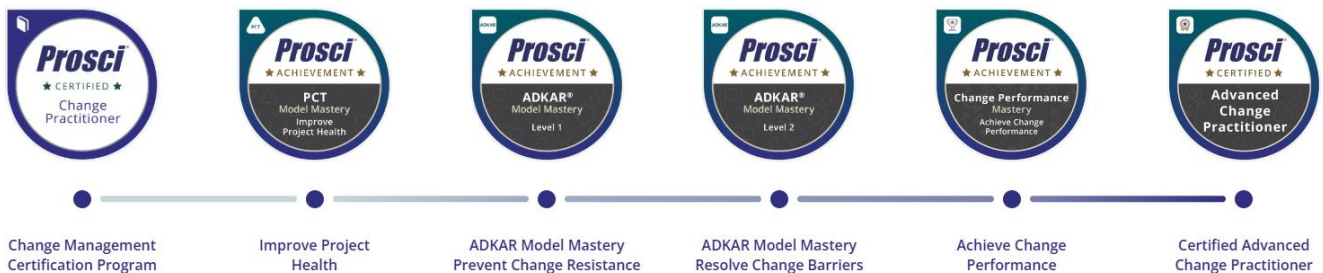 Prosci®
★ CERTIFIED ★
Change
Practitioner
PCT
Prosci®
★ ACHIEVEMENT ★
PCT
Model Mastery
Improve
Project Health
ADKAR
Prosci®
★ ACHIEVEMENT ★
ADKAR®
Model Mastery
Level 1
ADKAR
Prosci®
★ ACHIEVEMENT ★
ADKAR®
Model Mastery
Level 2
Prosci®
★ ACHIEVEMENT ★
Change Performance
Mastery
Achieve Change
Performance
Prosci®
★ CERTIFIED ★
Advanced
Change
Practitioner
Change Management
Certification Program
Improve Project
Health
ADKAR Model Mastery
Prevent Change Resistance
ADKAR Model Mastery
Resolve Change Barriers
Achieve Change
Performance
Certified Advanced
Change Practitioner